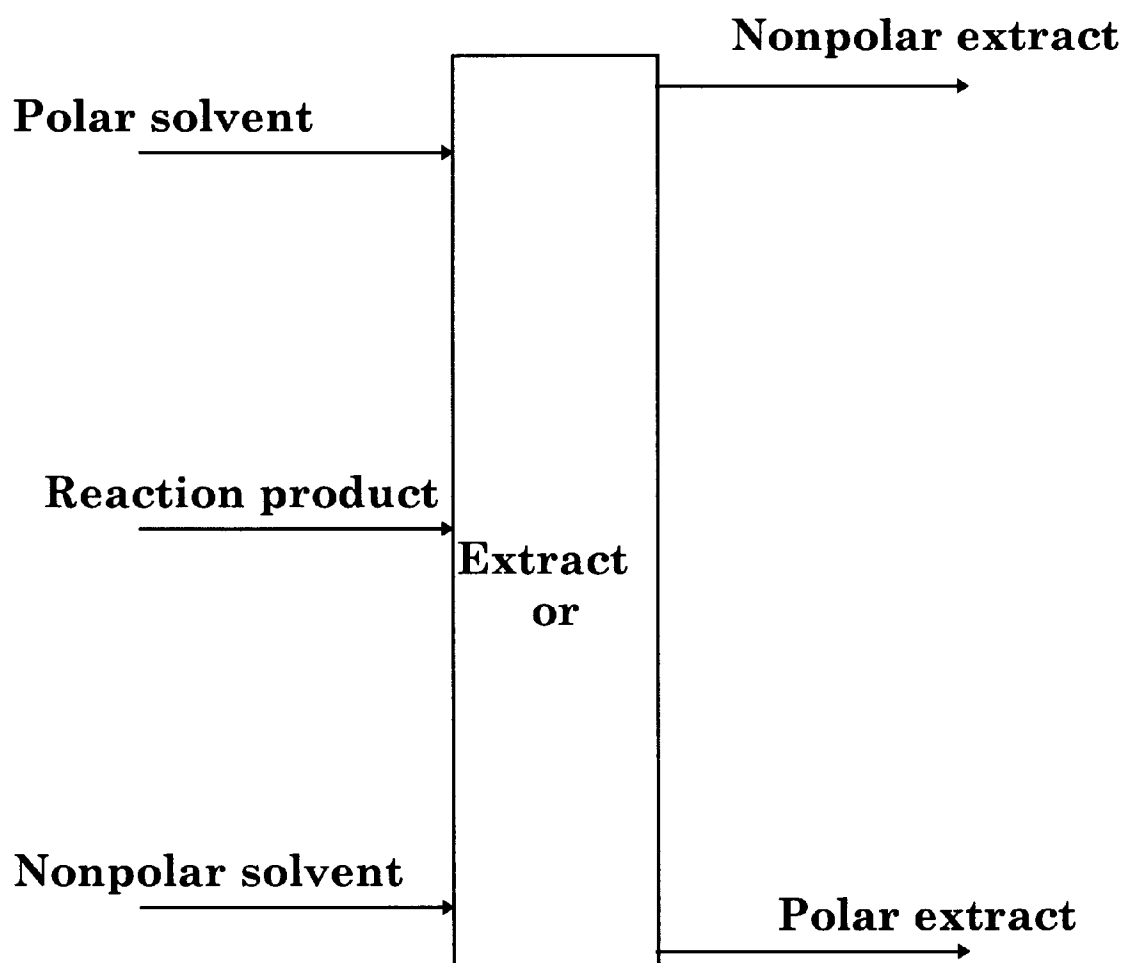 Nonpolar extract
Polar solvent
Reaction product
Extract
or
Nonpolar solvent
Polar extract